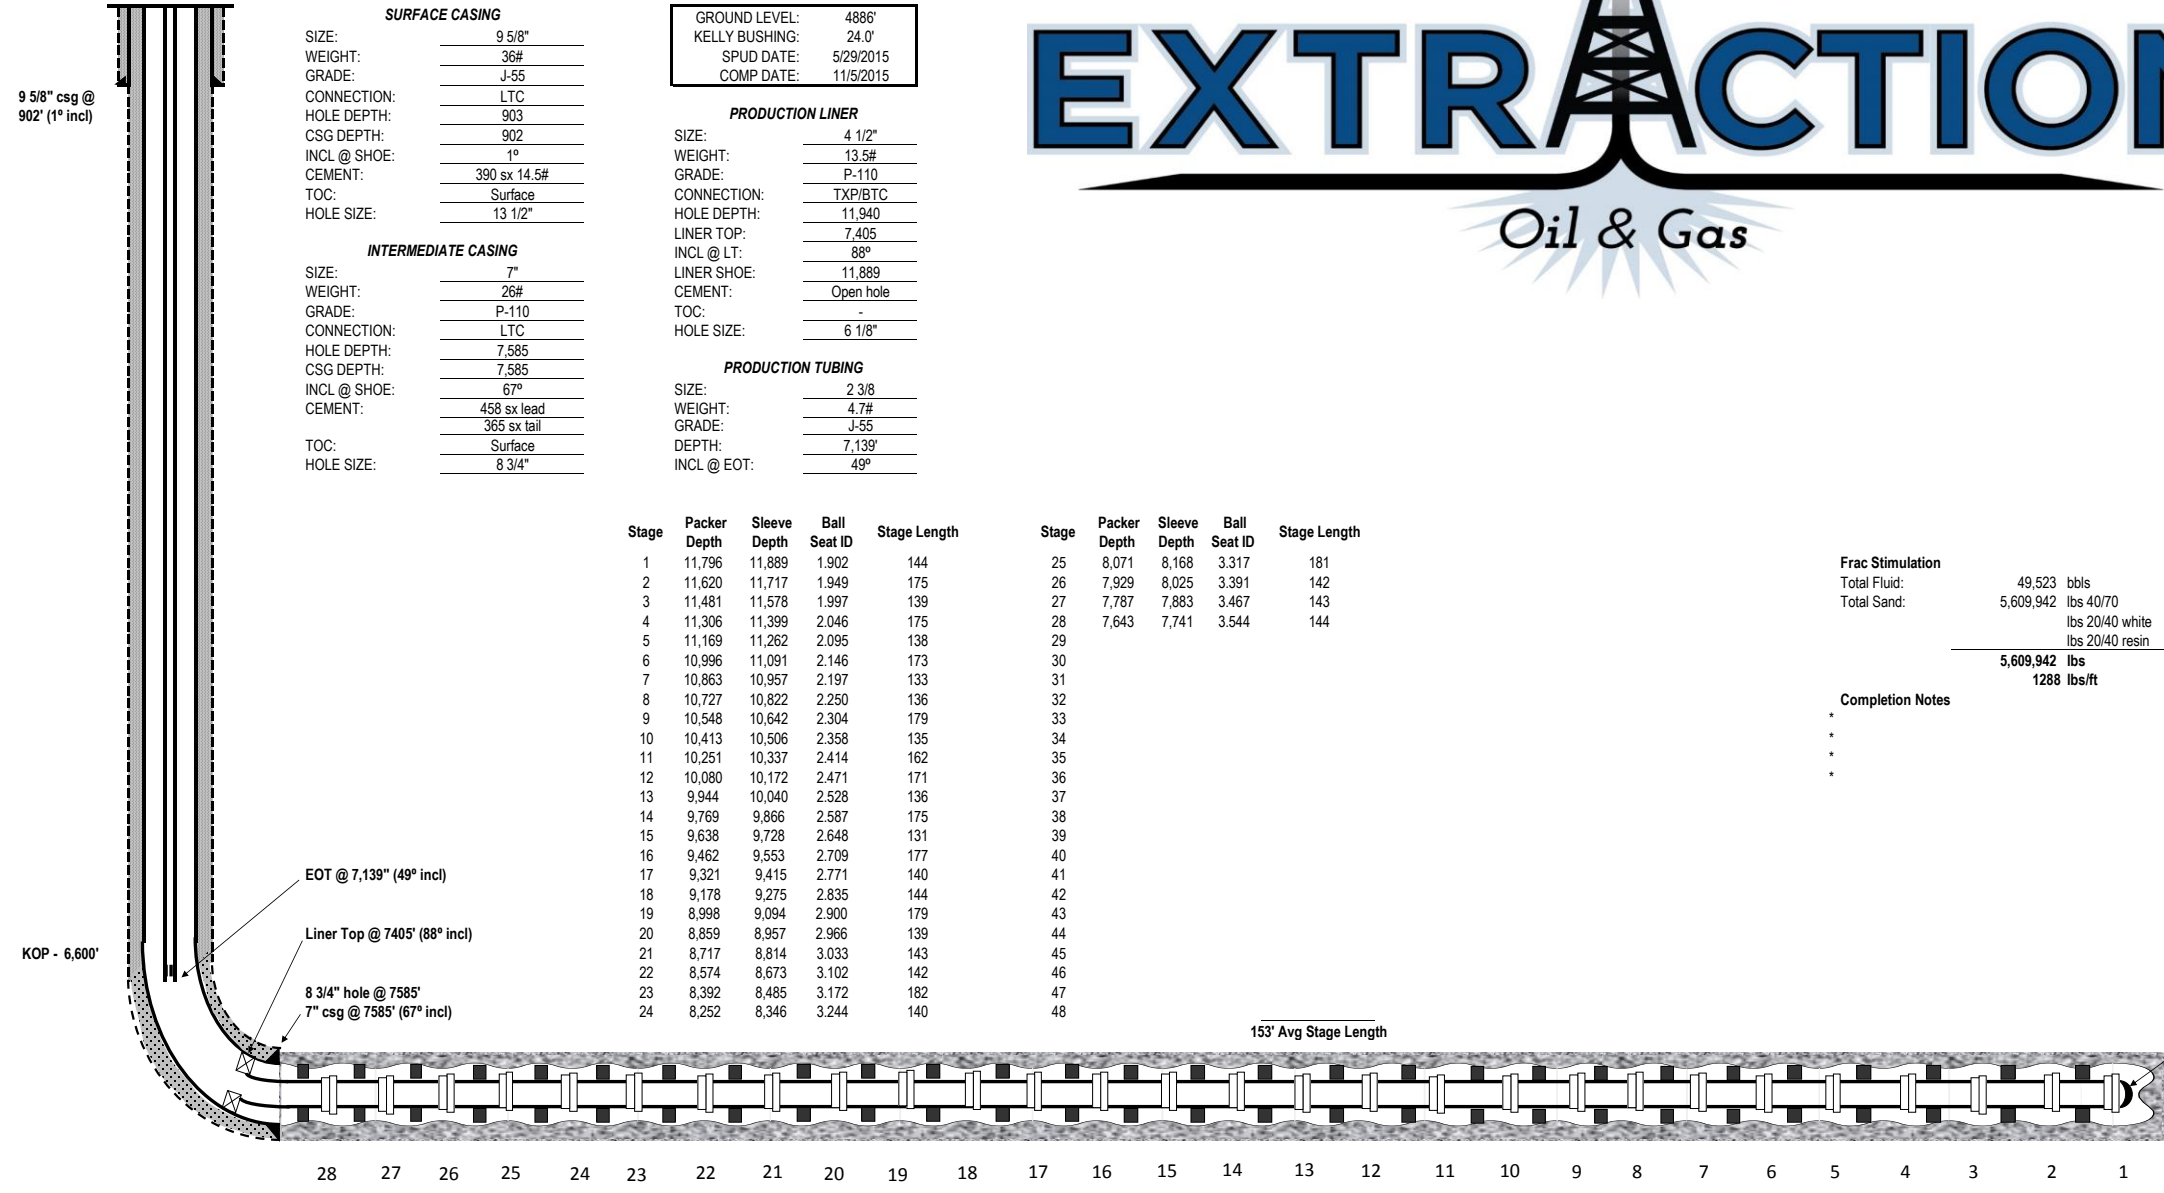 SURFACE CASING
SIZE: 9 5/8"
WEIGHT: 36#
GRADE: J-55
CONNECTION: LTC
HOLE DEPTH: 903
CSG DEPTH: 902
INCL @ SHOE: 1º
CEMENT: 390 sx 14.5#
TOC: Surface
HOLE SIZE: 13 1/2"
INTERMEDIATE CASING
SIZE: 7"
WEIGHT: 26#
GRADE: P-110
CONNECTION: LTC
HOLE DEPTH: 7,585
CSG DEPTH: 7,585
INCL @ SHOE: 67º
CEMENT: 458 sx lead
365 sx tail
TOC: Surface
HOLE SIZE: 8 3/4"
GROUND LEVEL: 4886'
KELLY BUSHING: 24.0'
SPUD DATE: 5/29/2015
COMP DATE: 11/5/2015
PRODUCTION LINER
SIZE: 4 1/2"
WEIGHT: 13.5#
GRADE: P-110
CONNECTION: TXP/BTC
HOLE DEPTH: 11,940
LINER TOP: 7,405
INCL @ LT: 88º
LINER SHOE: 11,889
CEMENT: Open hole
TOC: -
HOLE SIZE: 6 1/8"
PRODUCTION TUBING
SIZE: 2 3/8
WEIGHT: 4.7#
GRADE: J-55
DEPTH: 7,139'
INCL @ EOT: 49º
EXTRACTION
Oil & Gas
9 5/8" csg @
902' (1º incl)
KOP - 6,600'
EOT @ 7,139" (49º incl)
Liner Top @ 7405' (88º incl)
8 3/4" hole @ 7585'
7" csg @ 7585' (67º incl)
Stage Packer Depth Sleeve Depth Ball Seat ID Stage Length
1 11,796 11,889 1.902 144
2 11,620 11,717 1.949 175
3 11,481 11,578 1.997 139
4 11,306 11,399 2.046 175
5 11,169 11,262 2.095 138
6 10,996 11,091 2.146 173
7 10,863 10,957 2.197 133
8 10,727 10,822 2.250 136
9 10,548 10,642 2.304 179
10 10,413 10,506 2.358 135
11 10,251 10,337 2.414 162
12 10,080 10,172 2.471 171
13 9,944 10,040 2.528 136
14 9,769 9,866 2.587 175
15 9,638 9,728 2.648 131
16 9,462 9,553 2.709 177
17 9,321 9,415 2.771 140
18 9,178 9,275 2.835 144
19 8,998 9,094 2.900 179
20 8,859 8,957 2.966 139
21 8,717 8,814 3.033 143
22 8,574 8,673 3.102 142
23 8,392 8,485 3.172 182
24 8,252 8,346 3.244 140
Stage Packer Depth Sleeve Depth Ball Seat ID Stage Length
25 8,071 8,168 3.317 181
26 7,929 8,025 3.391 142
27 7,787 7,883 3.467 143
28 7,643 7,741 3.544 144
29
30
31
32
33
34
35
36
37
38
39
40
41
42
43
44
45
46
47
48
153' Avg Stage Length
Frac Stimulation
Total Fluid: 49,523 bbls
Total Sand: 5,609,942 lbs 40/70
lbs 20/40 white
lbs 20/40 resin
5,609,942 lbs
1288 lbs/ft
Completion Notes
*
*
*
*
28 27 26 25 24 23 22 21 20 19 18 17 16 15 14 13 12 11 10 9 8 7 6 5 4 3 2 1